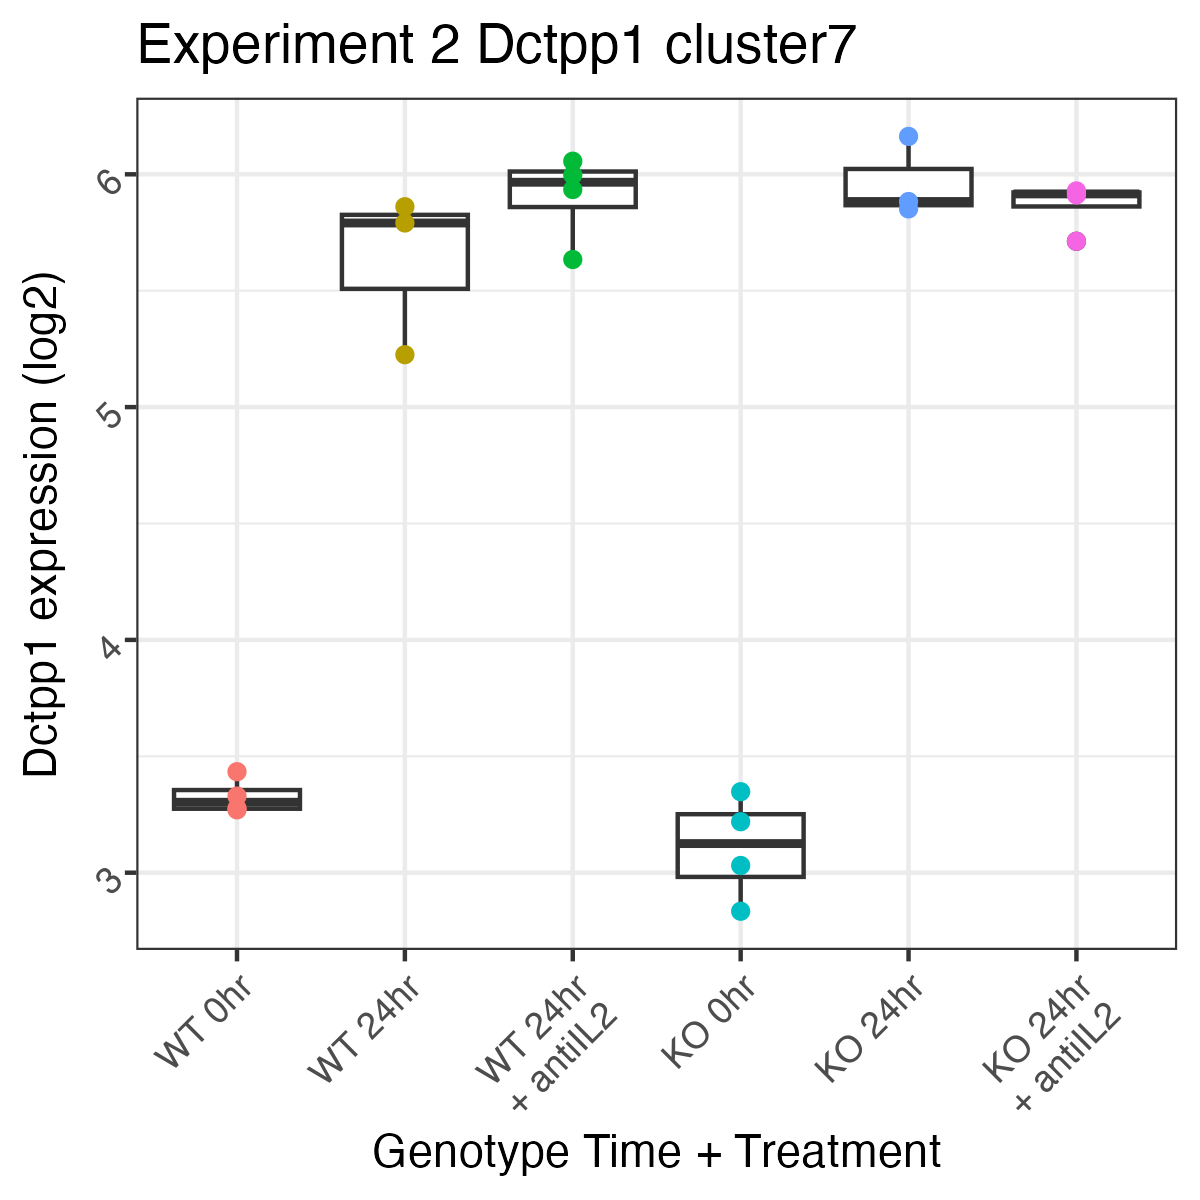 Experiment 2 Dctpp1 cluster7
Dctpp1 expression (log2)
6
5
4
3
WT 0hr
WT 24hr
WT 24hr
+ antiIL2
KO 0hr
KO 24hr
KO 24hr
+ antiIL2
Genotype Time + Treatment